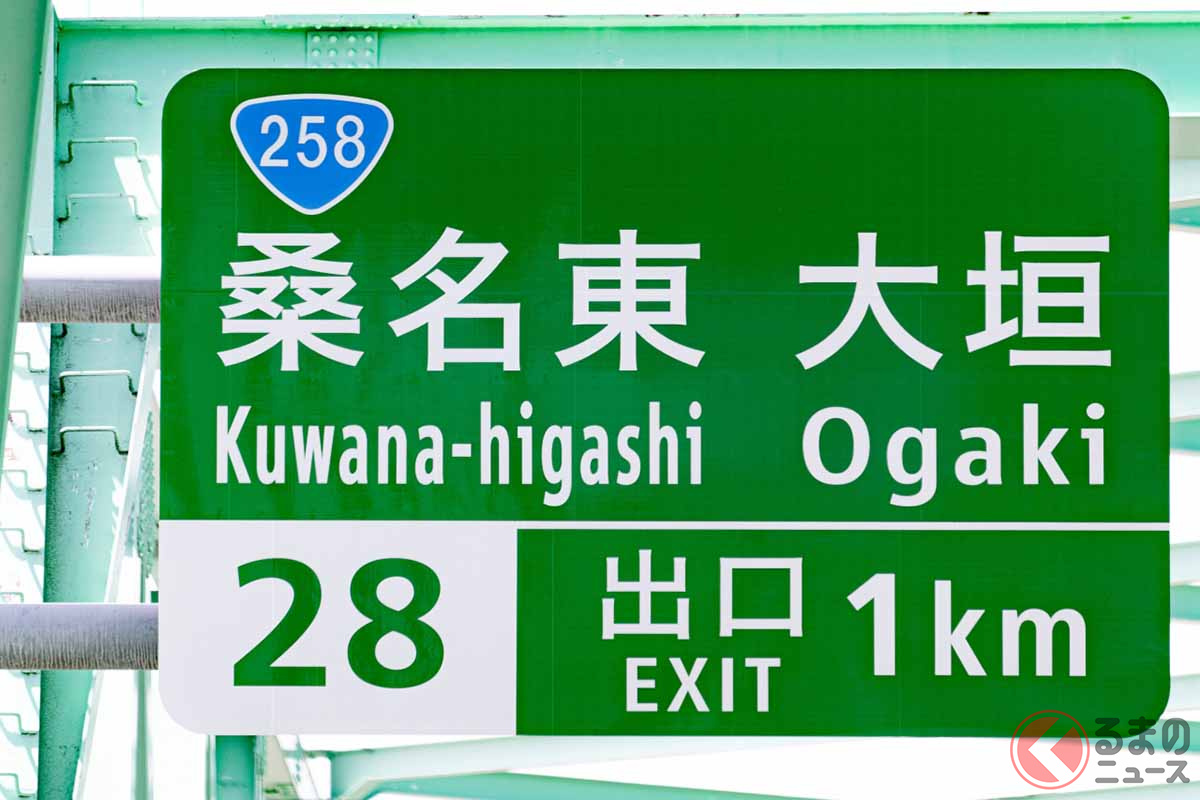 258
桑名東 大垣
Kuwana-higashi Ogaki
28
出口 1km
EXIT
くるまの
ニュース